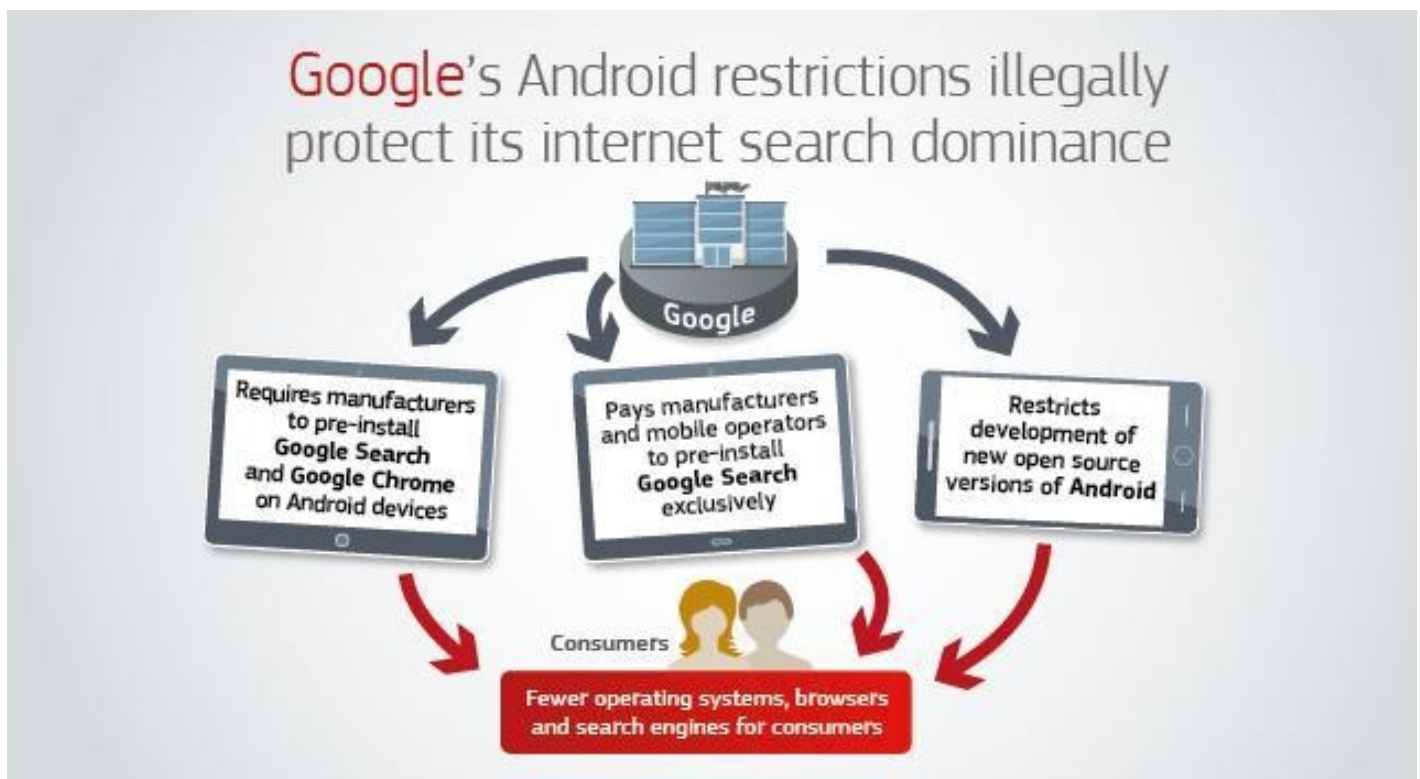 Google's Android restrictions illegally
protect its internet search dominance
Google
Requires manufacturers
to pre-install
Google Search
and Google Chrome
on Android devices
Pays manufacturers
and mobile operators
to pre-install
Google Search
exclusively
Restricts
development of
new open source
versions of Android
Consumers
Fewer operating systems, browsers
and search engines for consumers